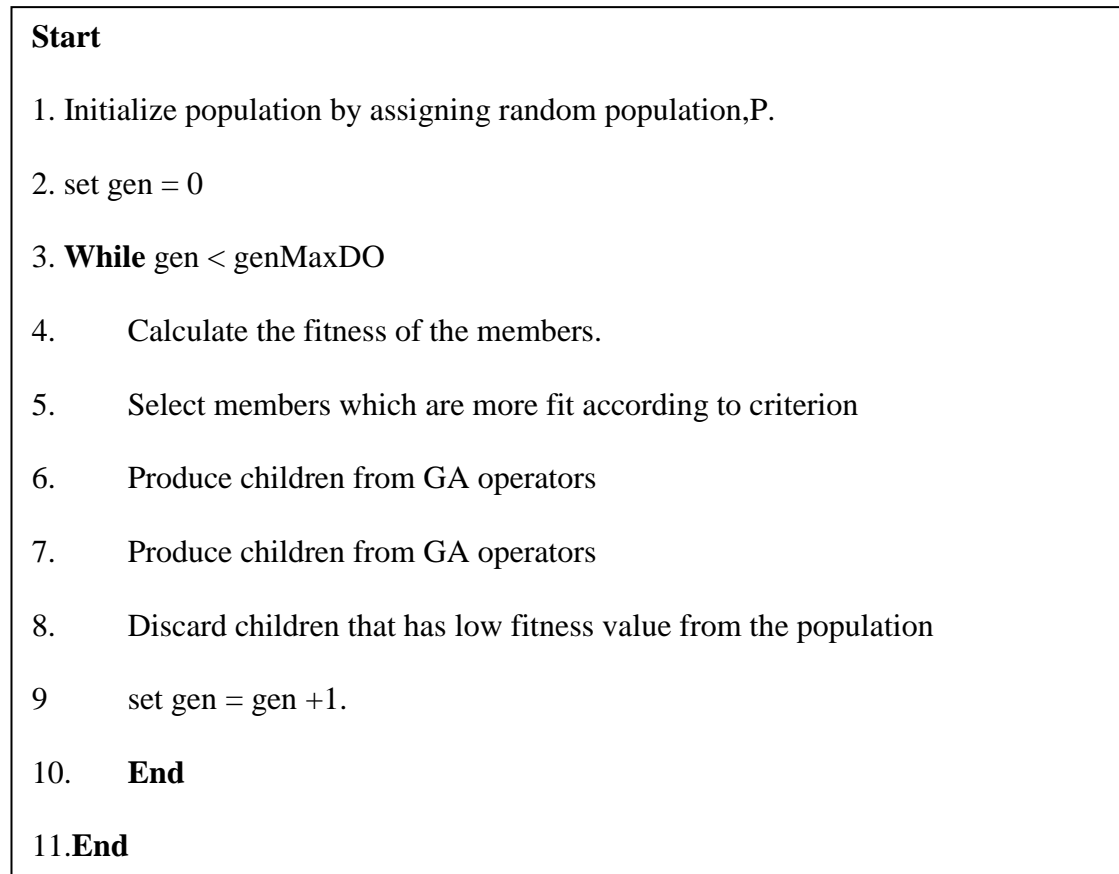 Start
1. Initialize population by assigning random population,P.
2. set gen = 0
3. While gen < genMaxDO
4. Calculate the fitness of the members.
5. Select members which are more fit according to criterion
6. Produce children from GA operators
7. Produce children from GA operators
8. Discard children that has low fitness value from the population
9 set gen = gen +1.
10. End
11.End